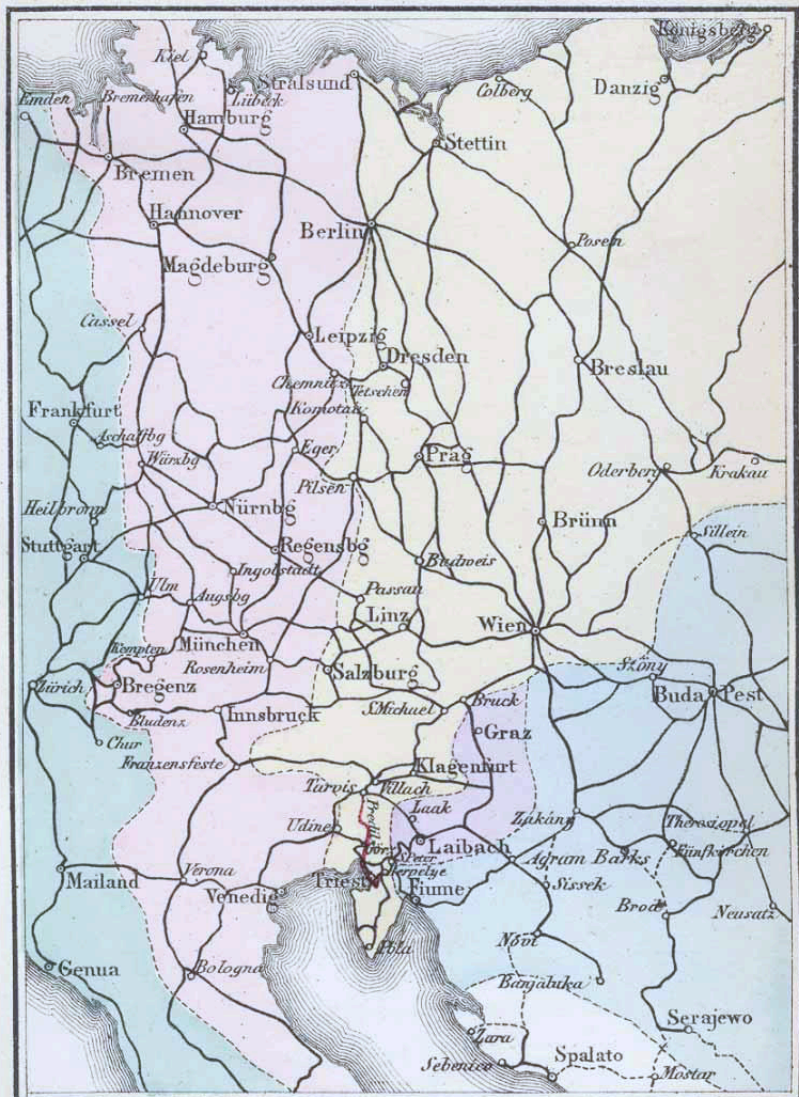 Königsberg
Kiel
Stralsund
Colberg
Danzig
Emden
Bremerhafen
Lübeck
Hamburg
Stettin
Bremen
Hannover
Berlin
Posen
Magdeburg
Cassel
Leipzig
Dresden
Breslau
Chemnitz
Tetschen
Komotau
Frankfurt
Aschaffbg
Würzbg
Eger
Prag
Oderberg
Krakau
Pilsen
Heilbronn
Nürnbg
Brünn
Stuttgart
Regensbg
Sillein
Ingolstadt
Budweis
Ulm
Augsbg
Passau
Linz
Wien
München
Kempten
Rosenheim
Salzburg
Szöny
Zürich
Bregenz
Buda Pest
Bludenz
Innsbruck
S.Michael
Bruck
Graz
Chur
Franzensfeste
Klagenfurt
Tarvis
Villach
Predil
Laak
Udine
Zákány
Theresiopel
Görz
Laibach
S.Peter
Agram
Barks
Fünfkirchen
Mailand
Verona
Herpelye
Triest
Fiume
Sissek
Venedig
Brod
Neusatz
Pola
Novi
Genua
Bologna
Banjaluka
Zara
Serajewo
Sebenico
Spalato
Mostar